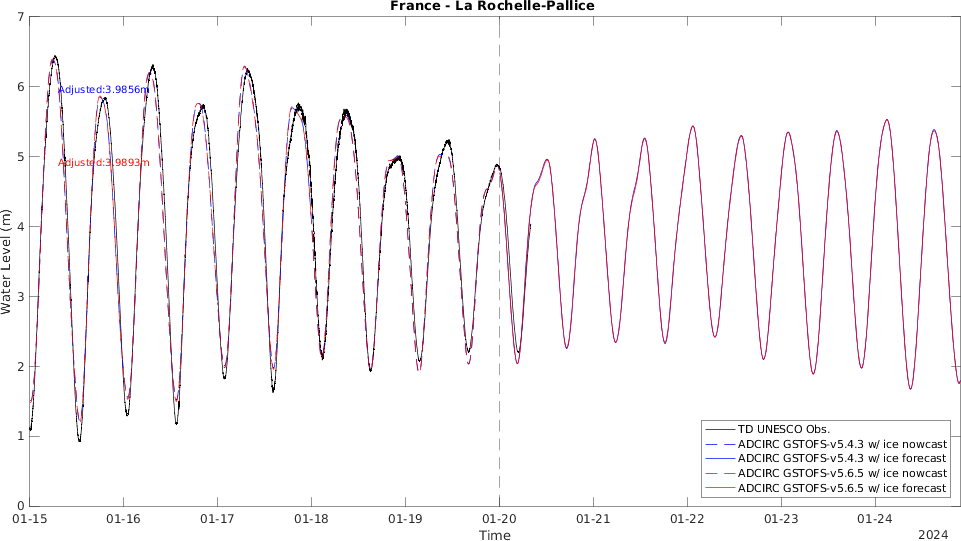 France - La Rochelle-Pallice
Water Level (m)
7
6
5
4
3
2
1
0
Adjusted:3.9856m
Adjusted:3.9893m
TD UNESCO Obs.
ADCIRC GSTOFS-v5.4.3 w/ ice nowcast
ADCIRC GSTOFS-v5.4.3 w/ ice forecast
ADCIRC GSTOFS-v5.6.5 w/ ice nowcast
ADCIRC GSTOFS-v5.6.5 w/ ice forecast
01-15 01-16 01-17 01-18 01-19 01-20 01-21 01-22 01-23 01-24
Time
2024